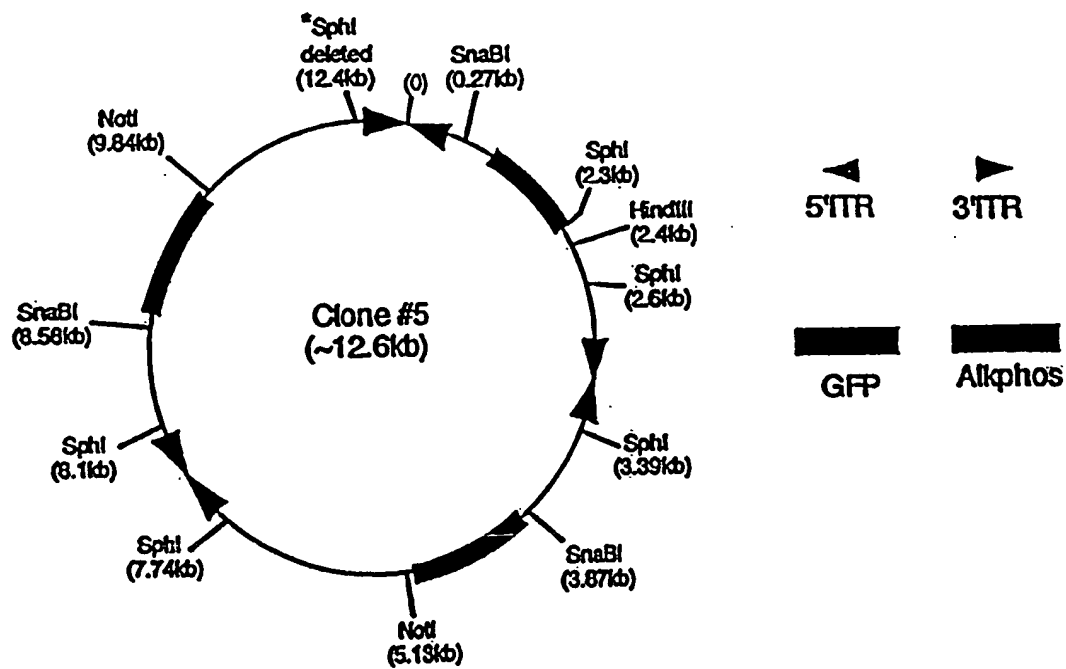 *SphI
deleted
(12.4kb)
(0)
SnaBI
(0.27kb)
NotI
(9.84kb)
SphI
(2.3kb)
HindIII
(2.4kb)
SphI
(2.6kb)
5'ITR
3'ITR
SnaBI
(8.58kb)
Clone #5
(~12.6kb)
GFP
Alkphos
SphI
(8.1kb)
SphI
(3.39kb)
SphI
(7.74kb)
SnaBI
(3.87kb)
NotI
(5.13kb)